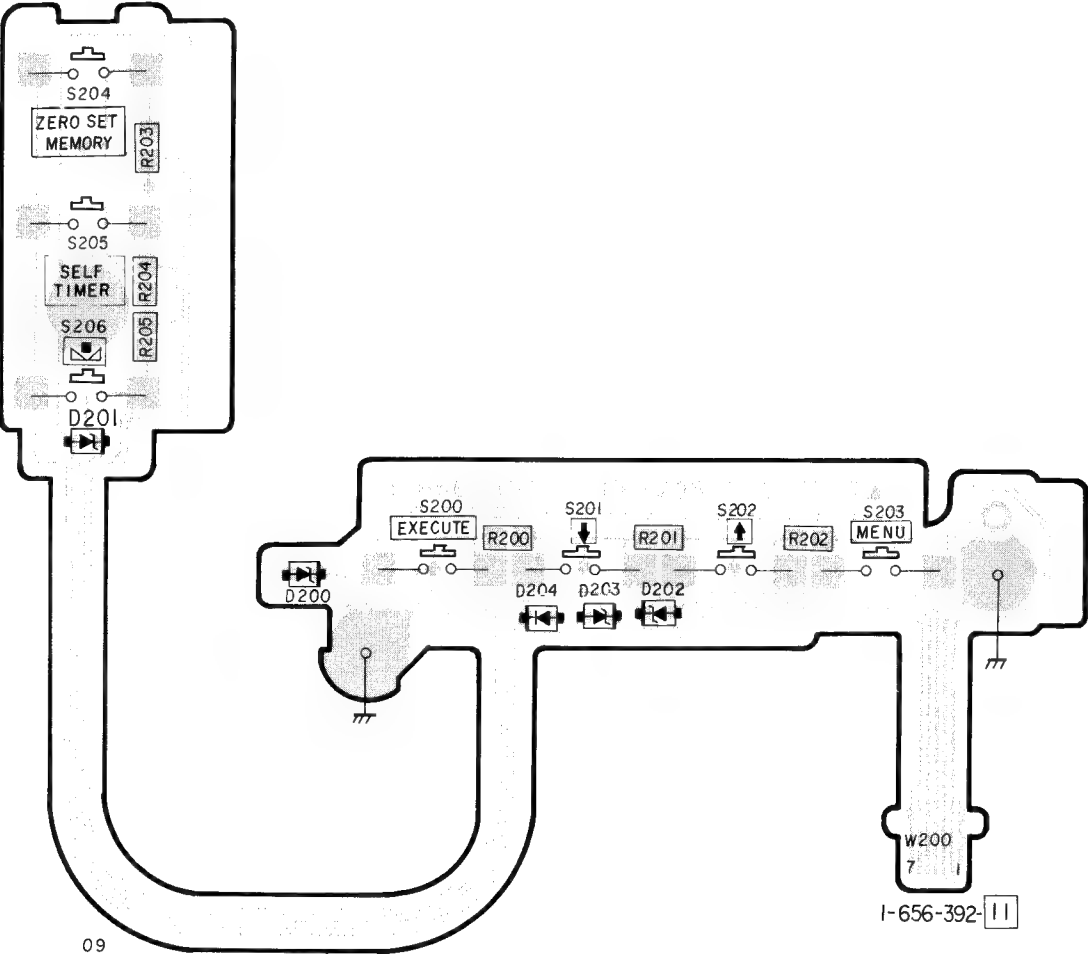 S204
ZERO SET
MEMORY
R203
S205
SELF
TIMER
R204
S206
R205
D201
S200
EXECUTE
R200
S201
R201
S202
R202
S203
MENU
D200
D204
D203
D202
W200
7 1
1-656-392-11
09